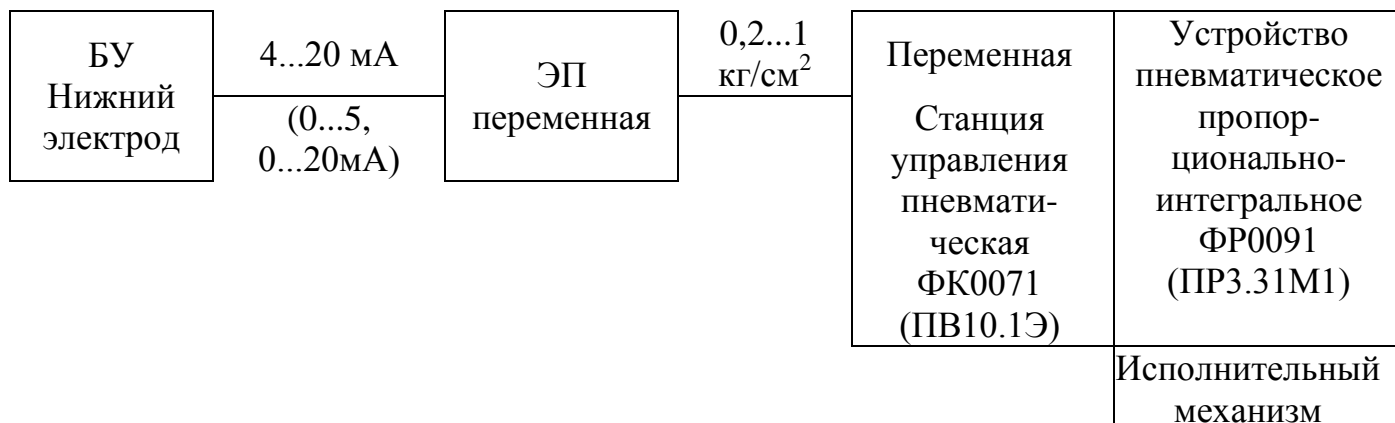 БУ
Нижний
электрод
4...20 мА
(0...5,
0...20мА)
ЭП
переменная
0,2...1
кг/см²
Переменная
Станция
управления
пневмати-
ческая
ФК0071
(ПВ10.1Э)
Устройство
пневматическое
пропор-
ционально-
интегральное
ФР0091
(ПР3.31М1)
Исполнительный
механизм